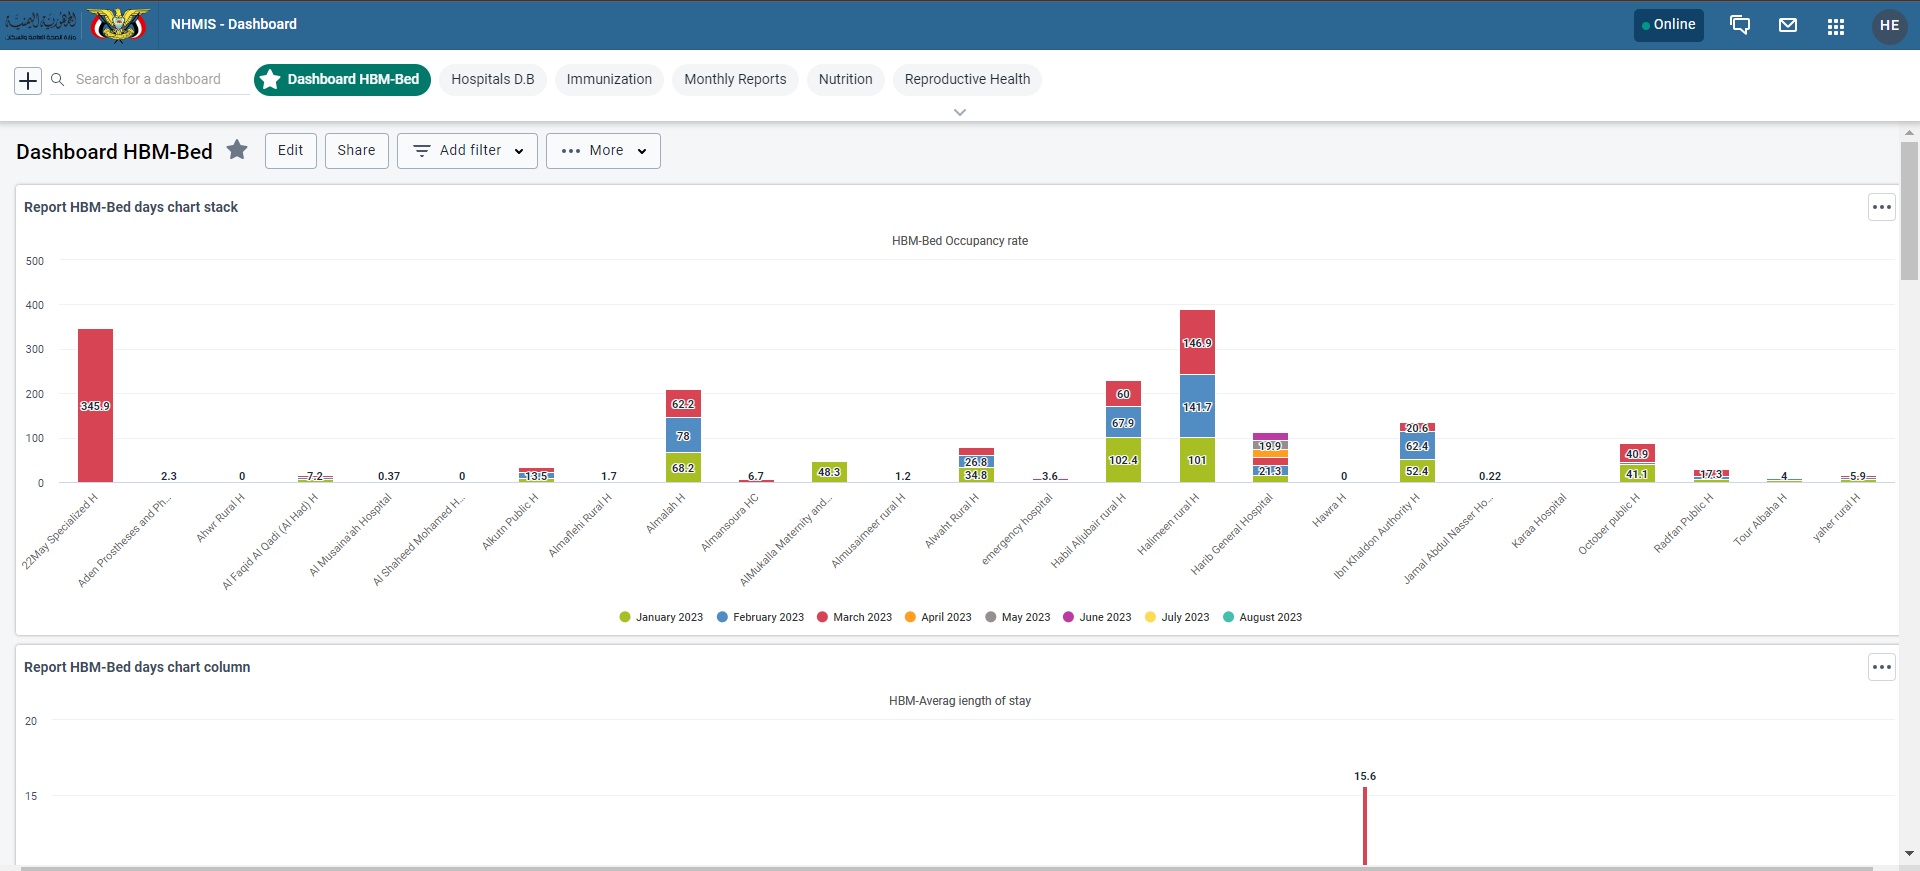 الجمهورية اليمنية
وزارة الصحة العامة والسكان
NHMIS - Dashboard
Online
HE
Search for a dashboard
Dashboard HBM-Bed
Hospitals D.B
Immunization
Monthly Reports
Nutrition
Reproductive Health
Dashboard HBM-Bed
Edit
Share
Add filter
More
Report HBM-Bed days chart stack
HBM-Bed Occupancy rate
500
400
300
200
100
0
345.9
2.3
0
7.2
0.37
0
13.5
1.7
62.2
78
68.2
6.7
48.3
1.2
26.8
34.8
3.6
60
67.9
102.4
146.9
141.7
101
19.9
21.3
0
20.6
62.4
52.4
0.22
40.9
41.1
17.3
4
5.9
22May Specialized H
Aden Prostheses and Ph...
Ahwr Rural H
Al Faqid Al Qadi (Al Had) H
Al Musaina'ah Hospital
Al Shaheed Mohamed H...
Alkutn Public H
Almaflehi Rural H
Almalah H
Almansoura HC
AlMukalla Maternity and...
Almusaimeer rural H
Alwaht Rural H
emergency hospital
Habil Aljubair rural H
Halimeen rural H
Harib General Hospital
Hawra H
Ibn Khaldon Authority H
Jamal Abdul Nasser Ho...
Karaa Hospital
October public H
Radfan Public H
Tour Albaha H
yaher rural H
January 2023
February 2023
March 2023
April 2023
May 2023
June 2023
July 2023
August 2023
Report HBM-Bed days chart column
HBM-Averag iength of stay
20
15
15.6